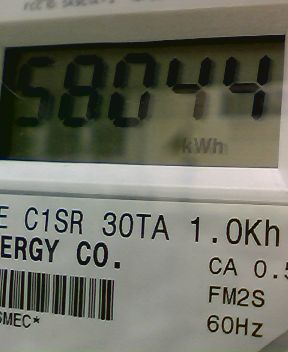 58044
kWh
E C1SR 30TA 1.0Kh
ERGY CO.
CA 0.5
FM2S
SMEC*
60Hz